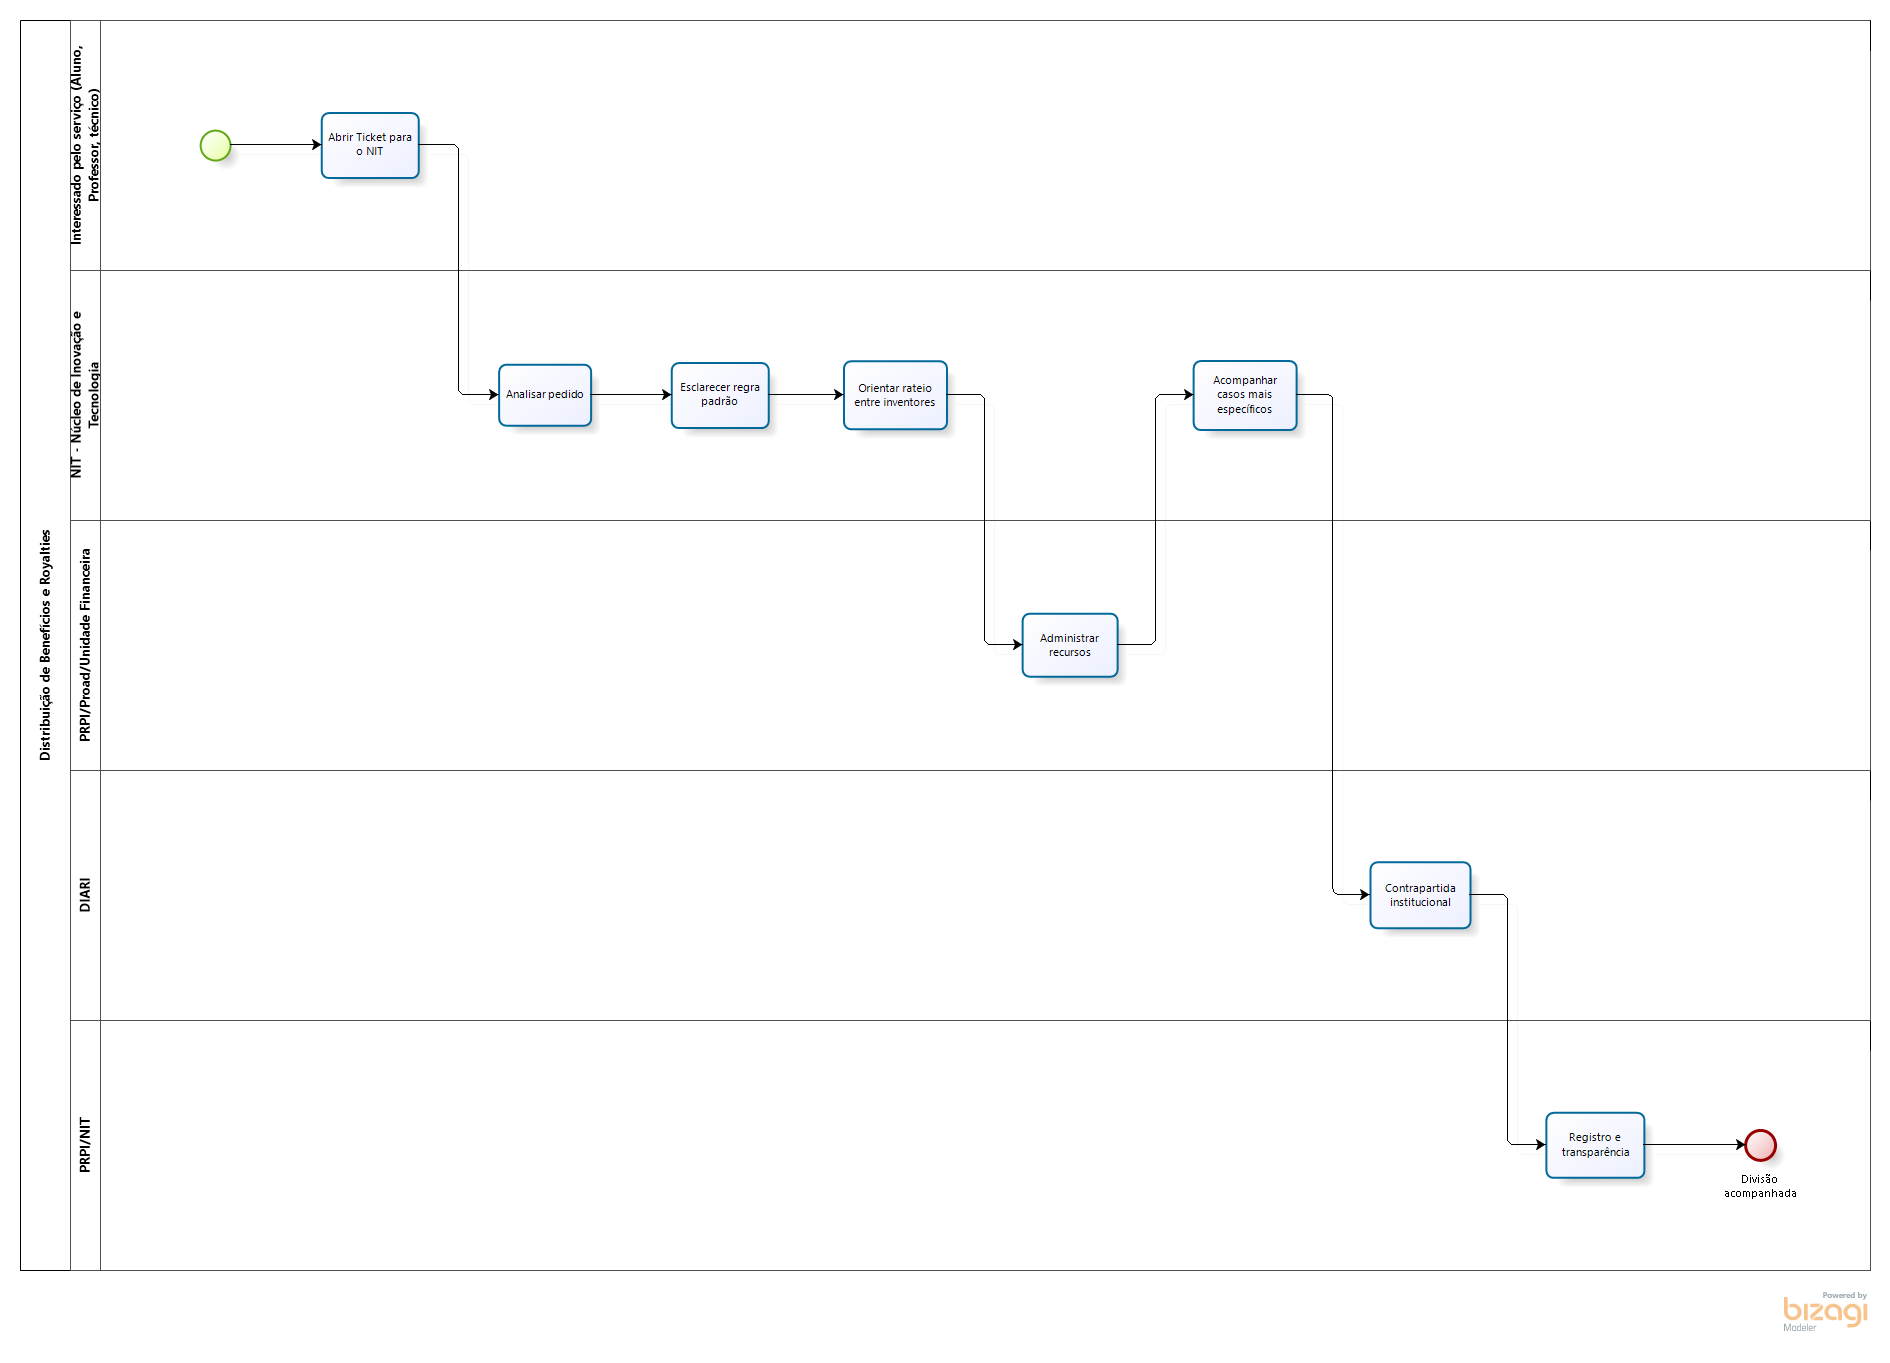 Distribuição de Benefícios e Royalties
Interessado pelo serviço (Aluno,
Professor, técnico)
Abrir Ticket para
o NIT
NIT - Núcleo de Inovação e
Tecnologia
Analisar pedido
Esclarecer regra
padrão
Orientar rateio
entre inventores
Acompanhar
casos mais
específicos
PRPI/Proad/Unidade Financeira
Administrar
recursos
DIARI
Contrapartida
institucional
PRPI/NIT
Registro e
transparência
Divisão
acompanhada
Powered by
bizagi
Modeler